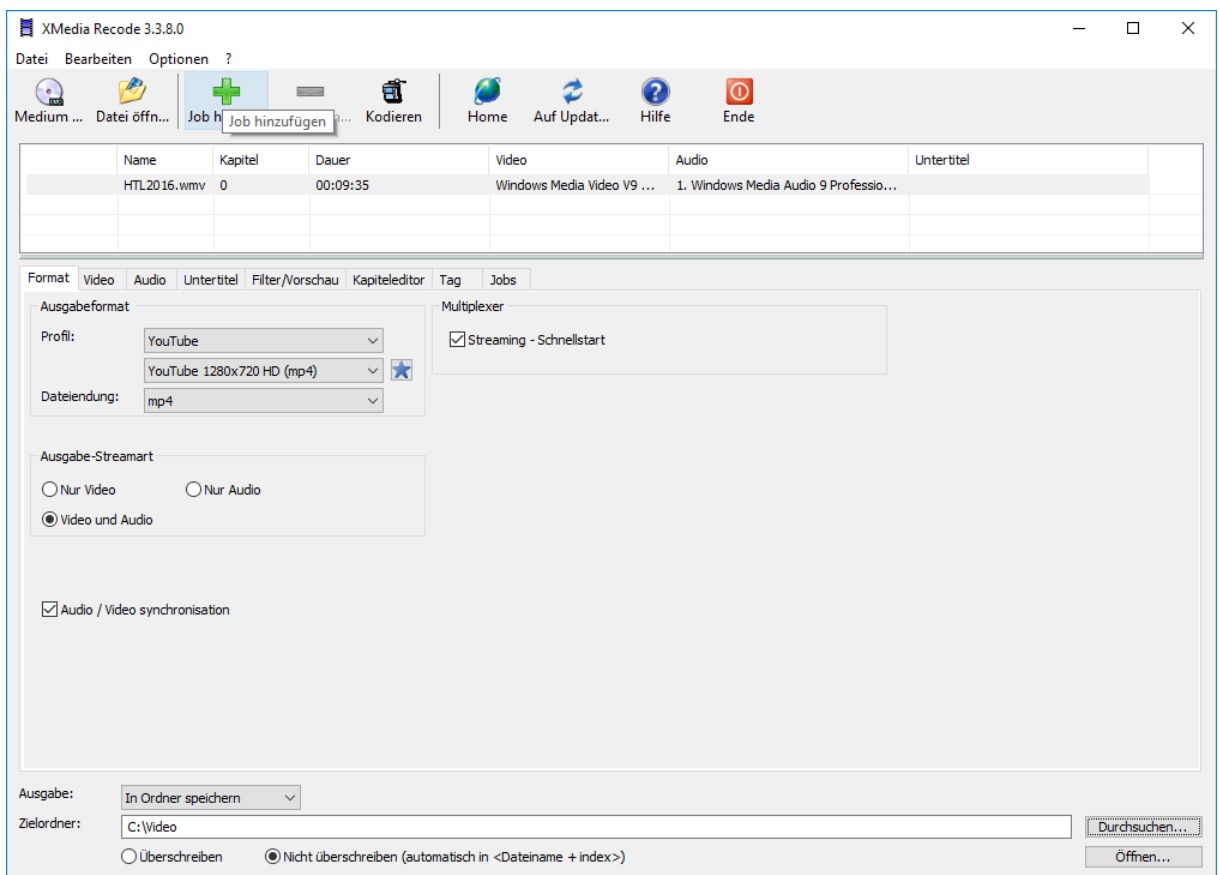 XMedia Recode 3.3.8.0
Datei Bearbeiten Optionen ?
Medium ... Datei öffn... Job h Kodieren Home Auf Updat... Hilfe Ende
Job hinzufügen
Name Kapitel Dauer Video Audio Untertitel
HTL2016.wmv 0 00:09:35 Windows Media Video V9 ... 1. Windows Media Audio 9 Professio...
Format Video Audio Untertitel Filter/Vorschau Kapiteleditor Tag Jobs
Ausgabeformat Multiplexer
Profil: YouTube Streaming - Schnellstart
YouTube 1280x720 HD (mp4)
Dateiendung: mp4
Ausgabe-Streamart
Nur Video Nur Audio
Video und Audio
Audio / Video synchronisation
Ausgabe: In Ordner speichern
Zielordner: C:\Video Durchsuchen...
Überschreiben Nicht überschreiben (automatisch in <Dateiname + index>) Öffnen...